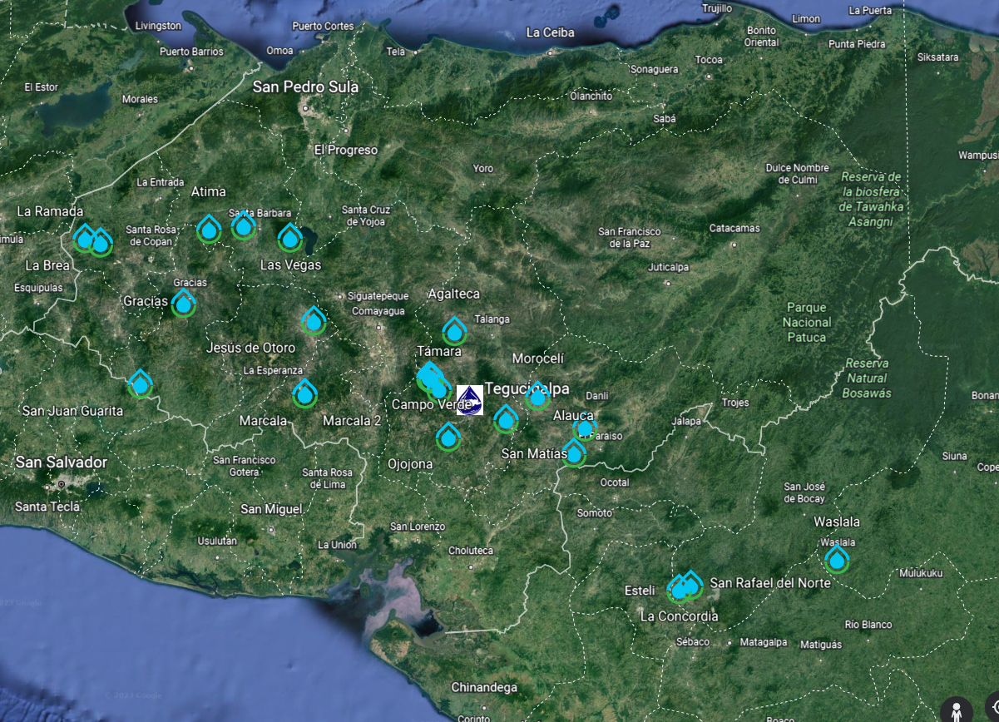 Trujillo
La Puerta
Livingston
Puerto Cortes
Limon
La Ceiba
Bonito
Oriental
Punta Piedra
Puerto Barrios
Omoa
Tela
Siksatara
Tocoa
Sonaguera
El Estor
San Pedro Sula
Morales
Olanchito
Sabá
El Progreso
Wampusi
Yoro
Dulce Nombre
de Culmi
Reserva de
la biosfera
de Tawahka
Asangni
La Entrada
Atima
La Ramada
Santa Barbara
Santa Cruz
de Yojoa
Santa Rosa
de Copan
San Francisco
de la Paz
Catacamas
imula
La Brea
Las Vegas
Juticalpa
Esquipulas
Gracias
Gracias
Siguatepeque
Agalteca
Comayagua
Talanga
Parque
Nacional
Patuca
Jesús de Otoro
Támara
Morocelí
La Esperanza
Reserva
Natural
Bosawás
Tegucigalpa
Danli
Trojes
Bonan
San Juan Guarita
Campo Verde
Marcala
Marcala 2
Alauca
Jalapa
El Paraiso
San Salvador
San Francisco
Gotera
Ojojona
San Matías
Siuna
Cope
Santa Rosa
de Lima
Ocotal
San José
de Bocay
Santa Tecla
San Miguel
Somoto
Waslala
San Lorenzo
Usulutan
La Union
Choluteca
Waslala
Mulukuku
Esteli
San Rafael del Norte
La Concordia
Río Blanco
Sébaco
Matagalpa
Matiguás
Chinandega
© 2023 Google
Corinto
Boaco